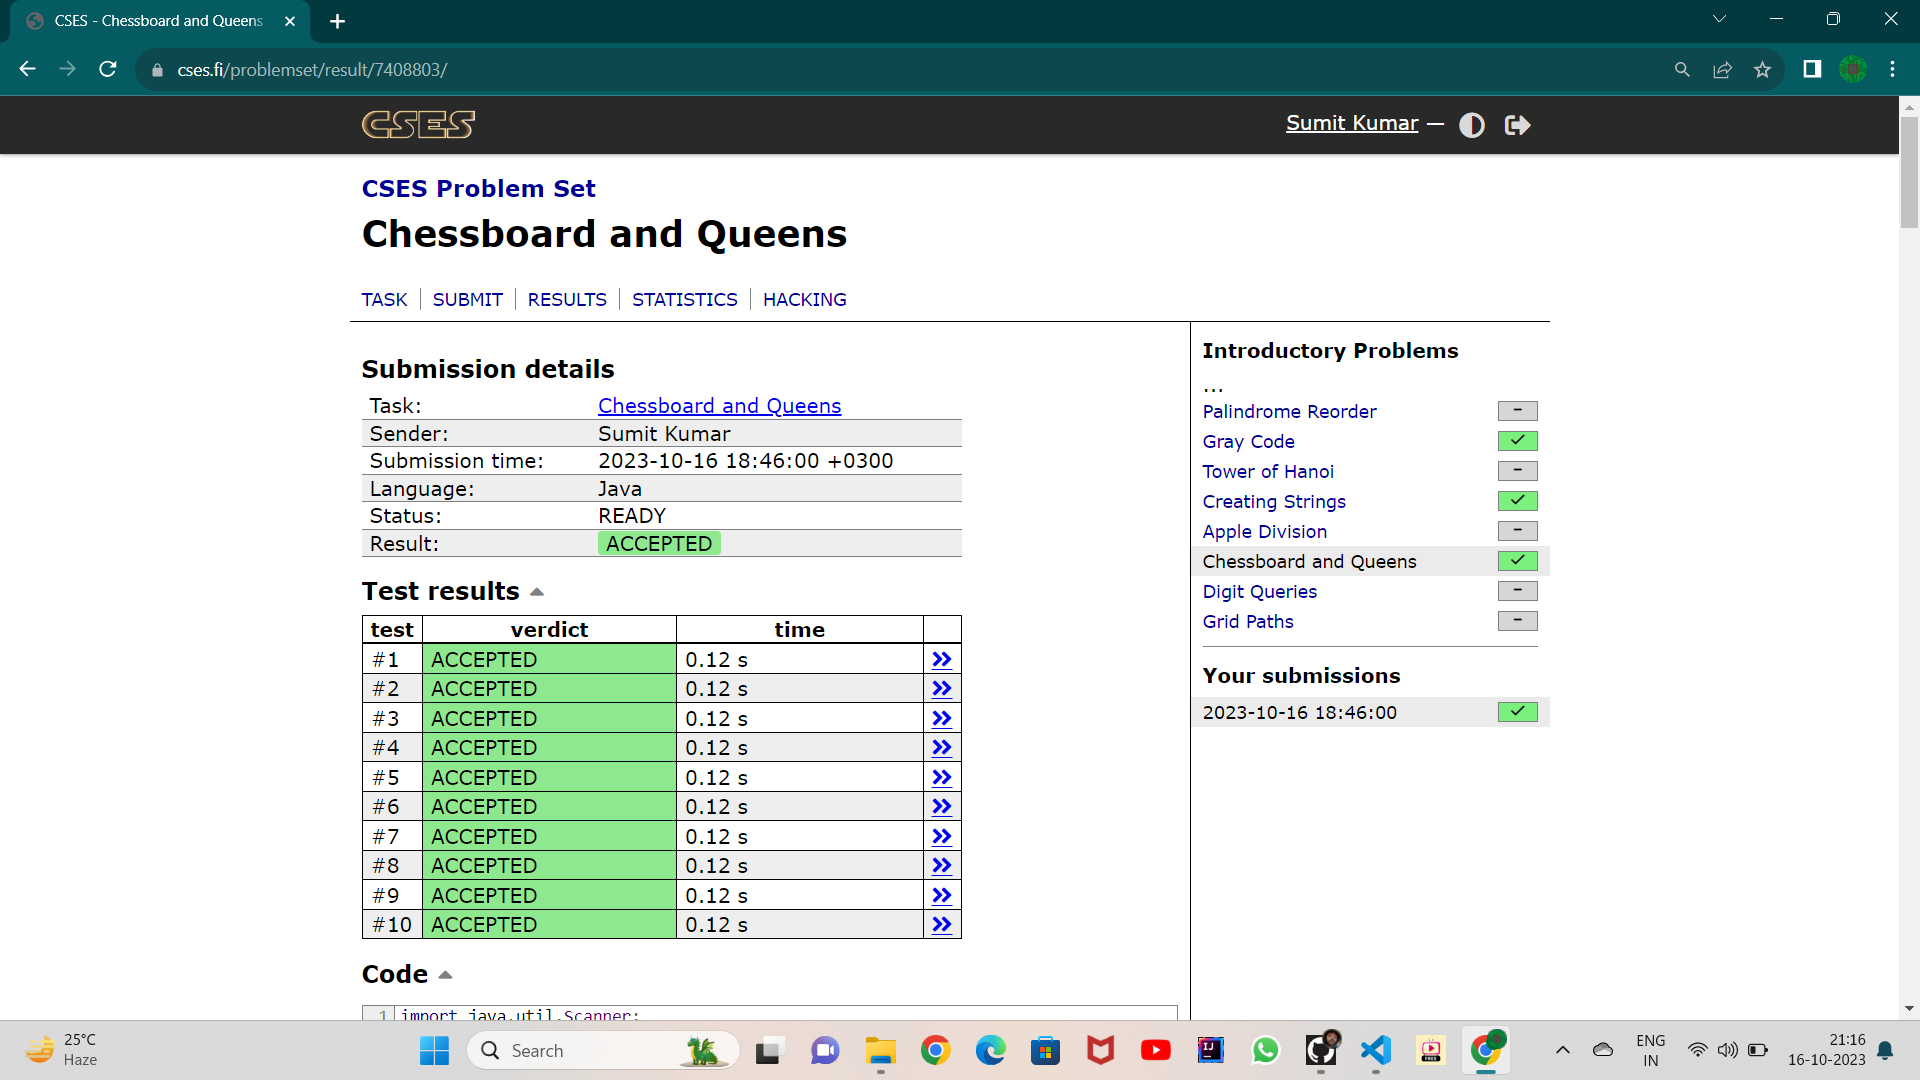 CSES - Chessboard and Queens
cses.fi/problemset/result/7408803/
CSES
Sumit Kumar —
CSES Problem Set
Chessboard and Queens
TASK
SUBMIT
RESULTS
STATISTICS
HACKING
Submission details
Task: Chessboard and Queens
Sender: Sumit Kumar
Submission time: 2023-10-16 18:46:00 +0300
Language: Java
Status: READY
Result: ACCEPTED
Test results
test verdict time
#1 ACCEPTED 0.12 s
#2 ACCEPTED 0.12 s
#3 ACCEPTED 0.12 s
#4 ACCEPTED 0.12 s
#5 ACCEPTED 0.12 s
#6 ACCEPTED 0.12 s
#7 ACCEPTED 0.12 s
#8 ACCEPTED 0.12 s
#9 ACCEPTED 0.12 s
#10 ACCEPTED 0.12 s
Code
1 import java.util.Scanner;
Introductory Problems
...
Palindrome Reorder
Gray Code
Tower of Hanoi
Creating Strings
Apple Division
Chessboard and Queens
Digit Queries
Grid Paths
Your submissions
2023-10-16 18:46:00
25°C
Haze
Search
IJ
FREE
ENG
IN
21:16
16-10-2023